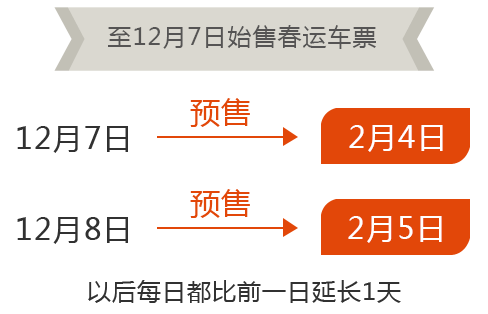 至12月7日始售春运车票
预售
12月7日
2月4日
预售
12月8日
2月5日
以后每日都比前一日延长1天